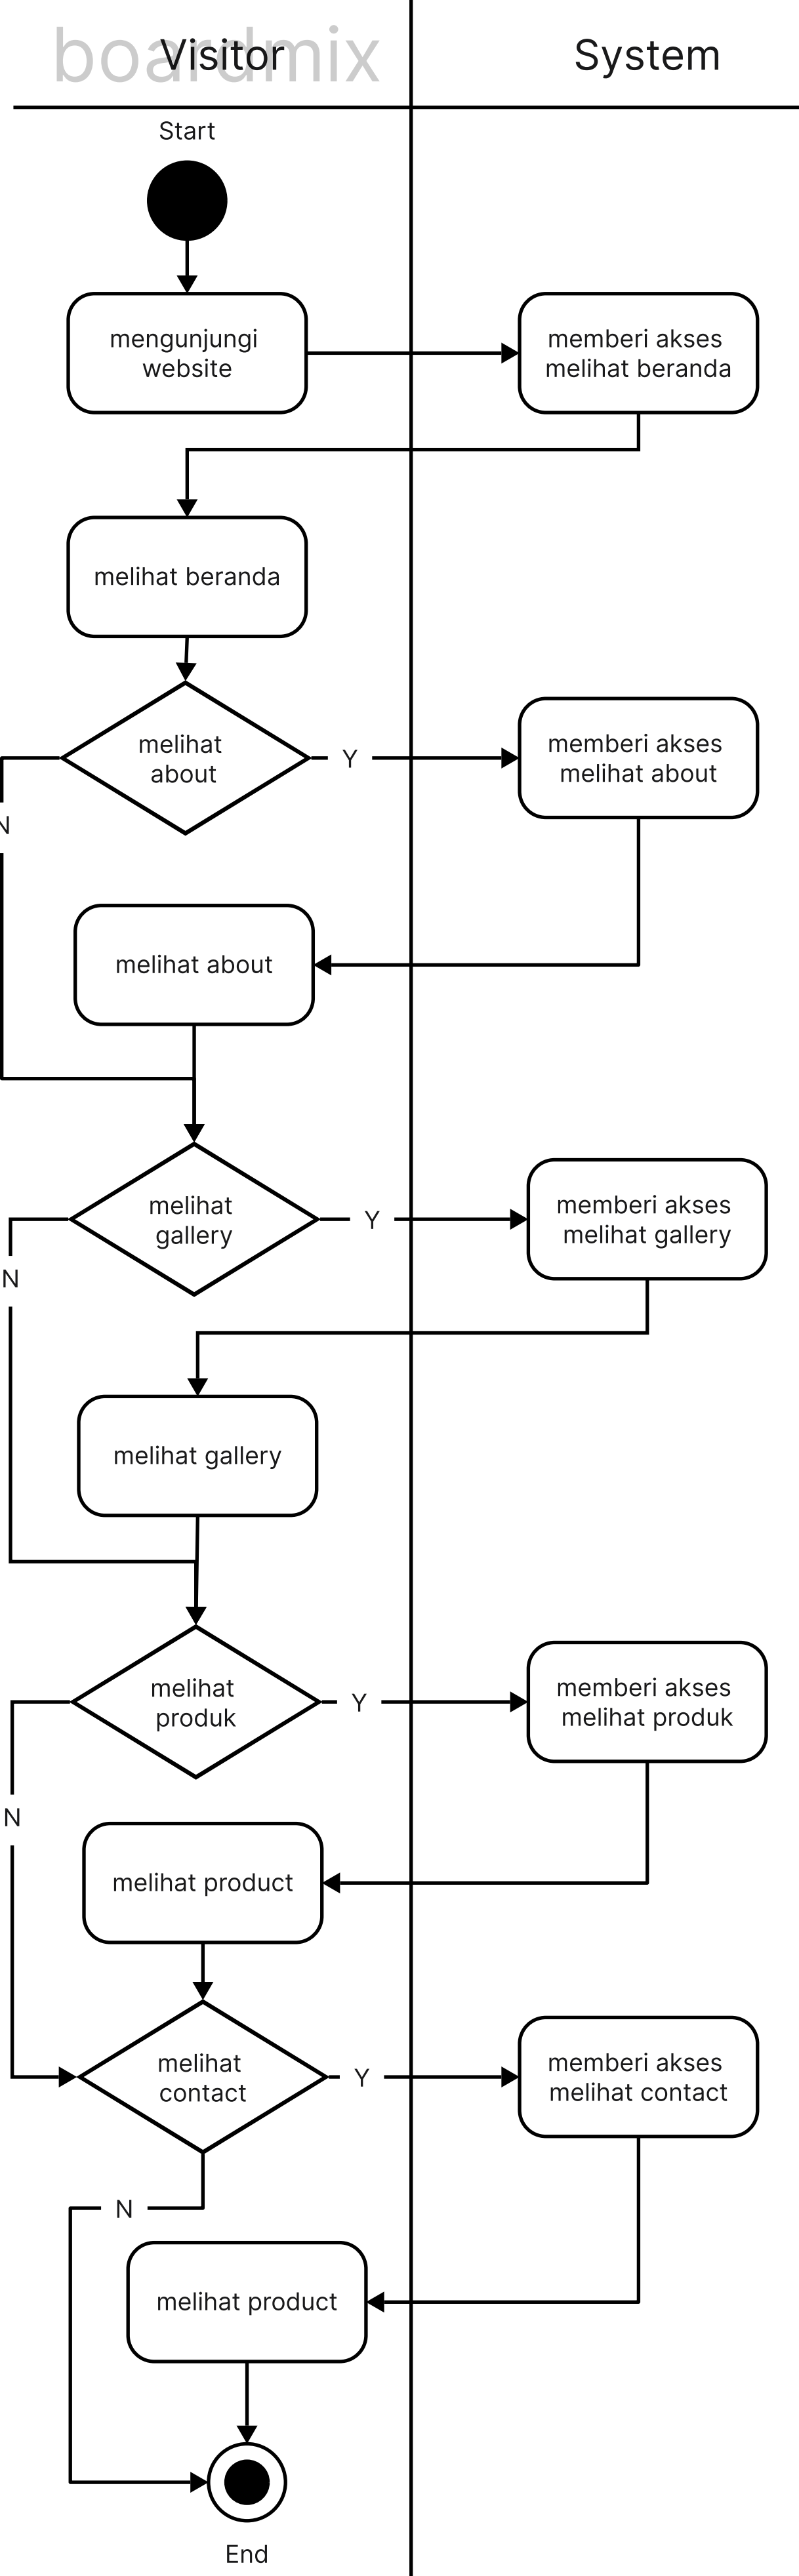 boardmix
Visitor
System
Start
mengunjungi
website
memberi akses
melihat beranda
melihat beranda
melihat
about
Y
memberi akses
melihat about
N
melihat about
melihat
gallery
Y
memberi akses
melihat gallery
N
melihat gallery
melihat
produk
Y
memberi akses
melihat produk
N
melihat product
melihat
contact
Y
memberi akses
melihat contact
N
melihat product
End